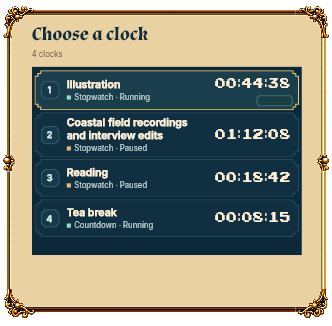 Choose a clock
4 clocks
1
Illustration
00:44:38
Stopwatch · Running
2
Coastal field recordings
and interview edits
01:12:08
Stopwatch · Paused
3
Reading
00:18:42
Stopwatch · Paused
4
Tea break
00:08:15
Countdown · Running